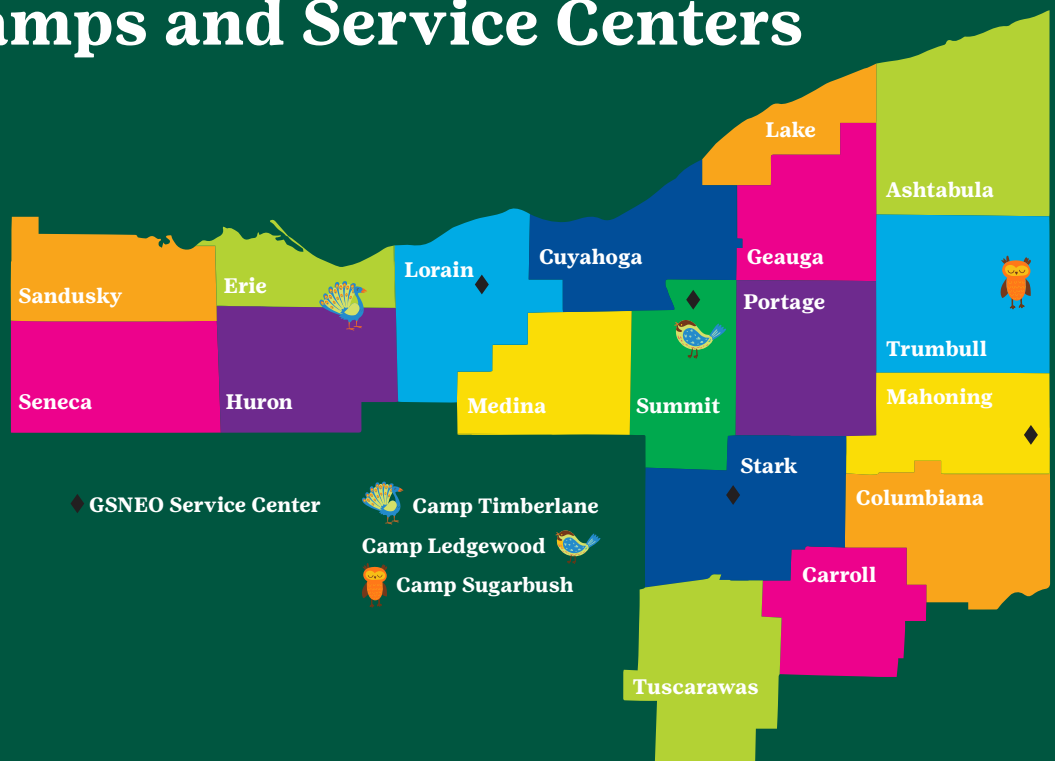 amps and Service Centers
Lake
Ashtabula
Cuyahoga
Geauga
Lorain
Erie
Sandusky
Portage
Trumbull
Mahoning
Seneca
Huron
Medina
Summit
Stark
Columbiana
GSNEO Service Center
Camp Timberlane
Camp Ledgewood
Camp Sugarbush
Carroll
Tuscarawas